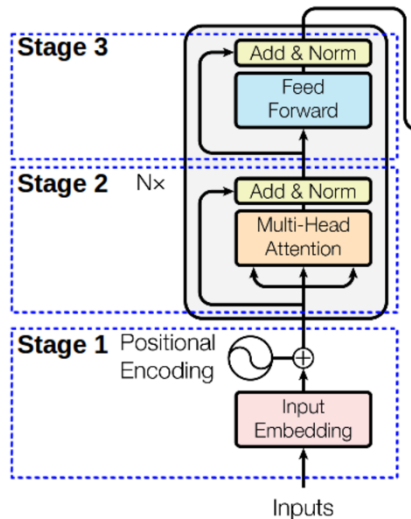 Stage 3
Add & Norm
Feed
Forward
Stage 2
N×
Add & Norm
Multi-Head
Attention
Stage 1
Positional
Encoding
Input
Embedding
Inputs